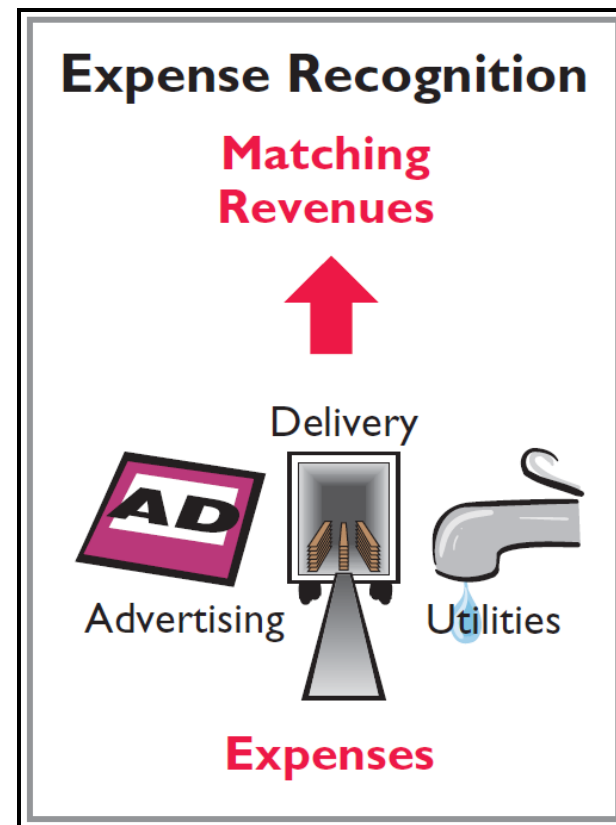 Expense Recognition
Matching
Revenues
Delivery
AD
Advertising
Utilities
Expenses